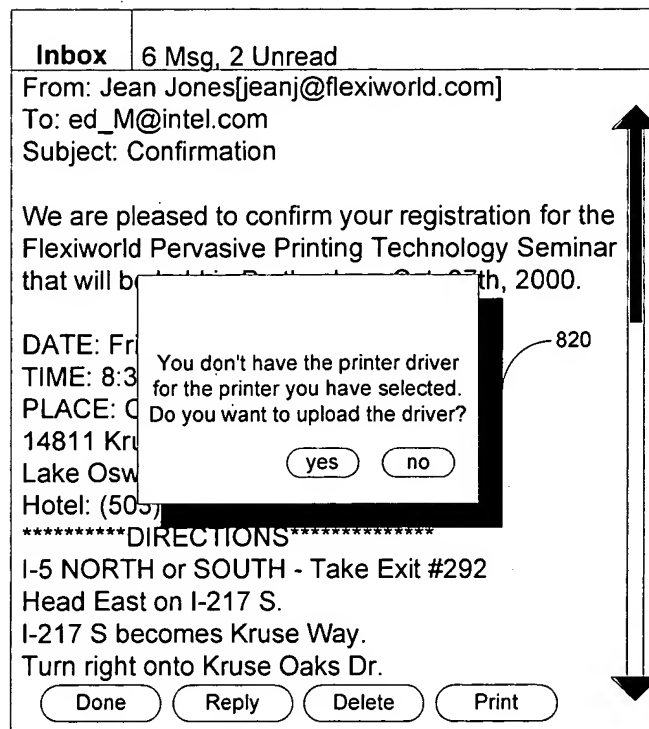 Inbox 6 Msg, 2 Unread
From: Jean Jones[jeanj@flexiworld.com]
To: ed_M@intel.com
Subject: Confirmation
We are pleased to confirm your registration for the
Flexiworld Pervasive Printing Technology Seminar
that will th, 2000.
DATE:
TIME: 8:3
PLACE:
14811
Lake
Hotel:
You don't have the printer driver
for the printer you have selected.
Do you want to upload the driver?
yes no
820
**********DIRECTIONS**************
I-5 NORTH or SOUTH - Take Exit #292
Head East on I-217 S.
I-217 S becomes Kruse Way.
Turn right onto Kruse Oaks Dr.
Done Reply Delete Print